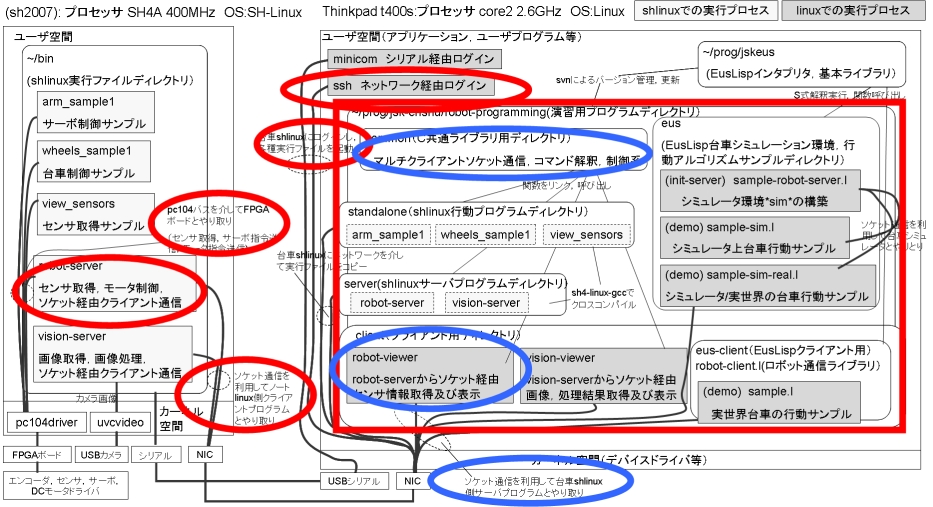 (sh2007): プロセッサ SH4A 400MHz OS:SH-Linux
Thinkpad t400s:プロセッサ core2 2.6GHz OS:Linux
shlinuxでの実行プロセス
linuxでの実行プロセス
ユーザ空間
~/bin
(shlinux実行ファイルディレクトリ)
arm_sample1
サーボ制御サンプル
wheels_sample1
台車制御サンプル
view_sensors
センサ取得サンプル
pc104バスを介してFPGA
ボードとやり取り
(センサ取得, サーボ指令送
robot-server
センサ取得, モータ制御,
ソケット経由クライアント通信
vision-server
画像取得, 画像処理,
ソケット経由クライアント通信
カメラ画像
ソケット通信を
利用してノート
linux側クライア
ントプログラム
とやり取り
カーネル
空間
pc104driver
uvcvideo
FPGAボード
USBカメラ
シリアル
NIC
エンコーダ, センサ, サーボ,
DCモータドライバ
ユーザ空間(アプリケーション, ユーザプログラム等)
minicom シリアル経由ログイン
ssh ネットワーク経由ログイン
svnによるバージョン管理, 更新
~/prog/jskeus
(EusLispインタプリタ, 基本ライブラリ)
S式解釈実行, 関数呼び出し
台車shlinuxにログインし,
各種実行ファイルを起動
robot-programming(演習用プログラムディレクトリ)
(C共通ライブラリ用ディレクトリ)
マルチクライアントソケット通信, コマンド解釈, 制御系
関数をリンク, 呼び出し
standalone(shlinux行動プログラムディレクトリ)
arm_sample1
wheels_sample1
view_sensors
台車shlinuxにネットワークを介し
て実行ファイルをコピー
server(shlinuxサーバプログラムディレクトリ)
robot-server
vision-server
sh4-linux-gccで
クロスコンパイル
eus
(EusLisp台車シミュレーション環境, 行
動アルゴリズムサンプルディレクトリ)
(init-server) sample-robot-server.l
シミュレータ環境*sim*の構築
(demo) sample-sim.l
シミュレータ上台車行動サンプル
(demo) sample-sim-real.l
シミュレータ/実世界の台車行動サンプル
ソケット通信を利
client(クライアント用ディレクトリ)
robot-viewer
robot-serverからソケット経由
センサ情報取得及び表示
vision-viewer
vision-serverからソケット経由
画像, 処理結果取得及び表示
eus-client(EusLispクライアント用)
robot-client.l(ロボット通信ライブラリ)
(demo) sample.l
実世界台車の行動サンプル
カーネル空間(デバイスドライバ等)
USBシリアル
NIC
ソケット通信を利用して台車shlinux
側サーバプログラムとやり取り